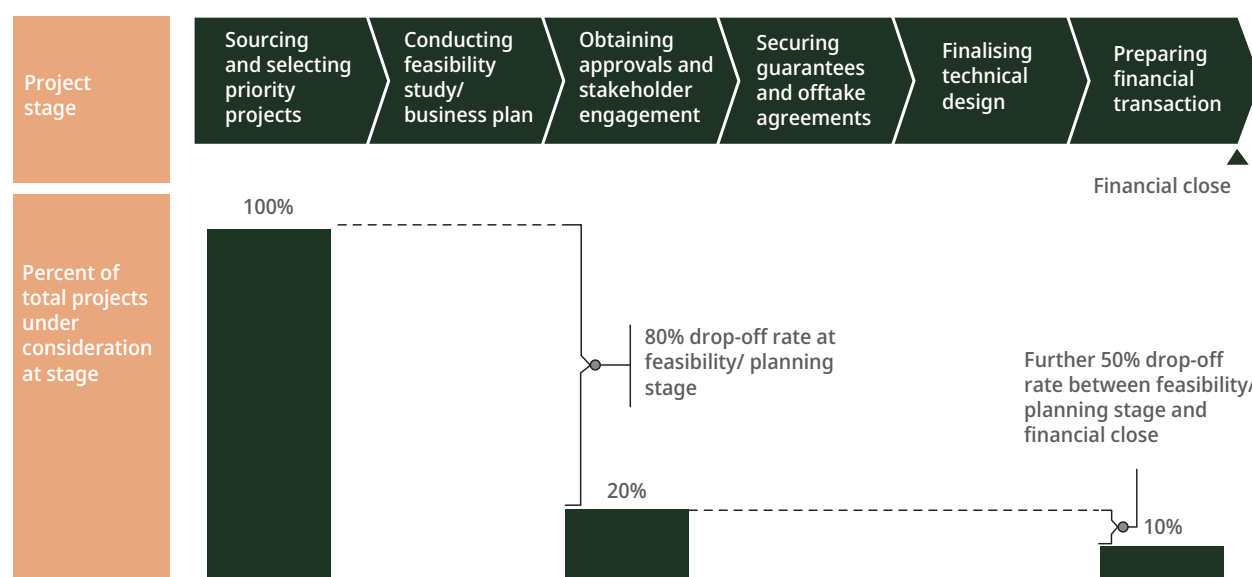 Project
stage
Sourcing
and selecting
priority
projects
Conducting
feasibility
study/
business plan
Obtaining
approvals and
stakeholder
engagement
Securing
guarantees
and offtake
agreements
Finalising
technical
design
Preparing
financial
transaction
Financial close
Percent of
total projects
under
consideration
at stage
100%
80% drop-off rate at
feasibility/ planning
stage
20%
Further 50% drop-off
rate between feasibility/
planning stage and
financial close
10%